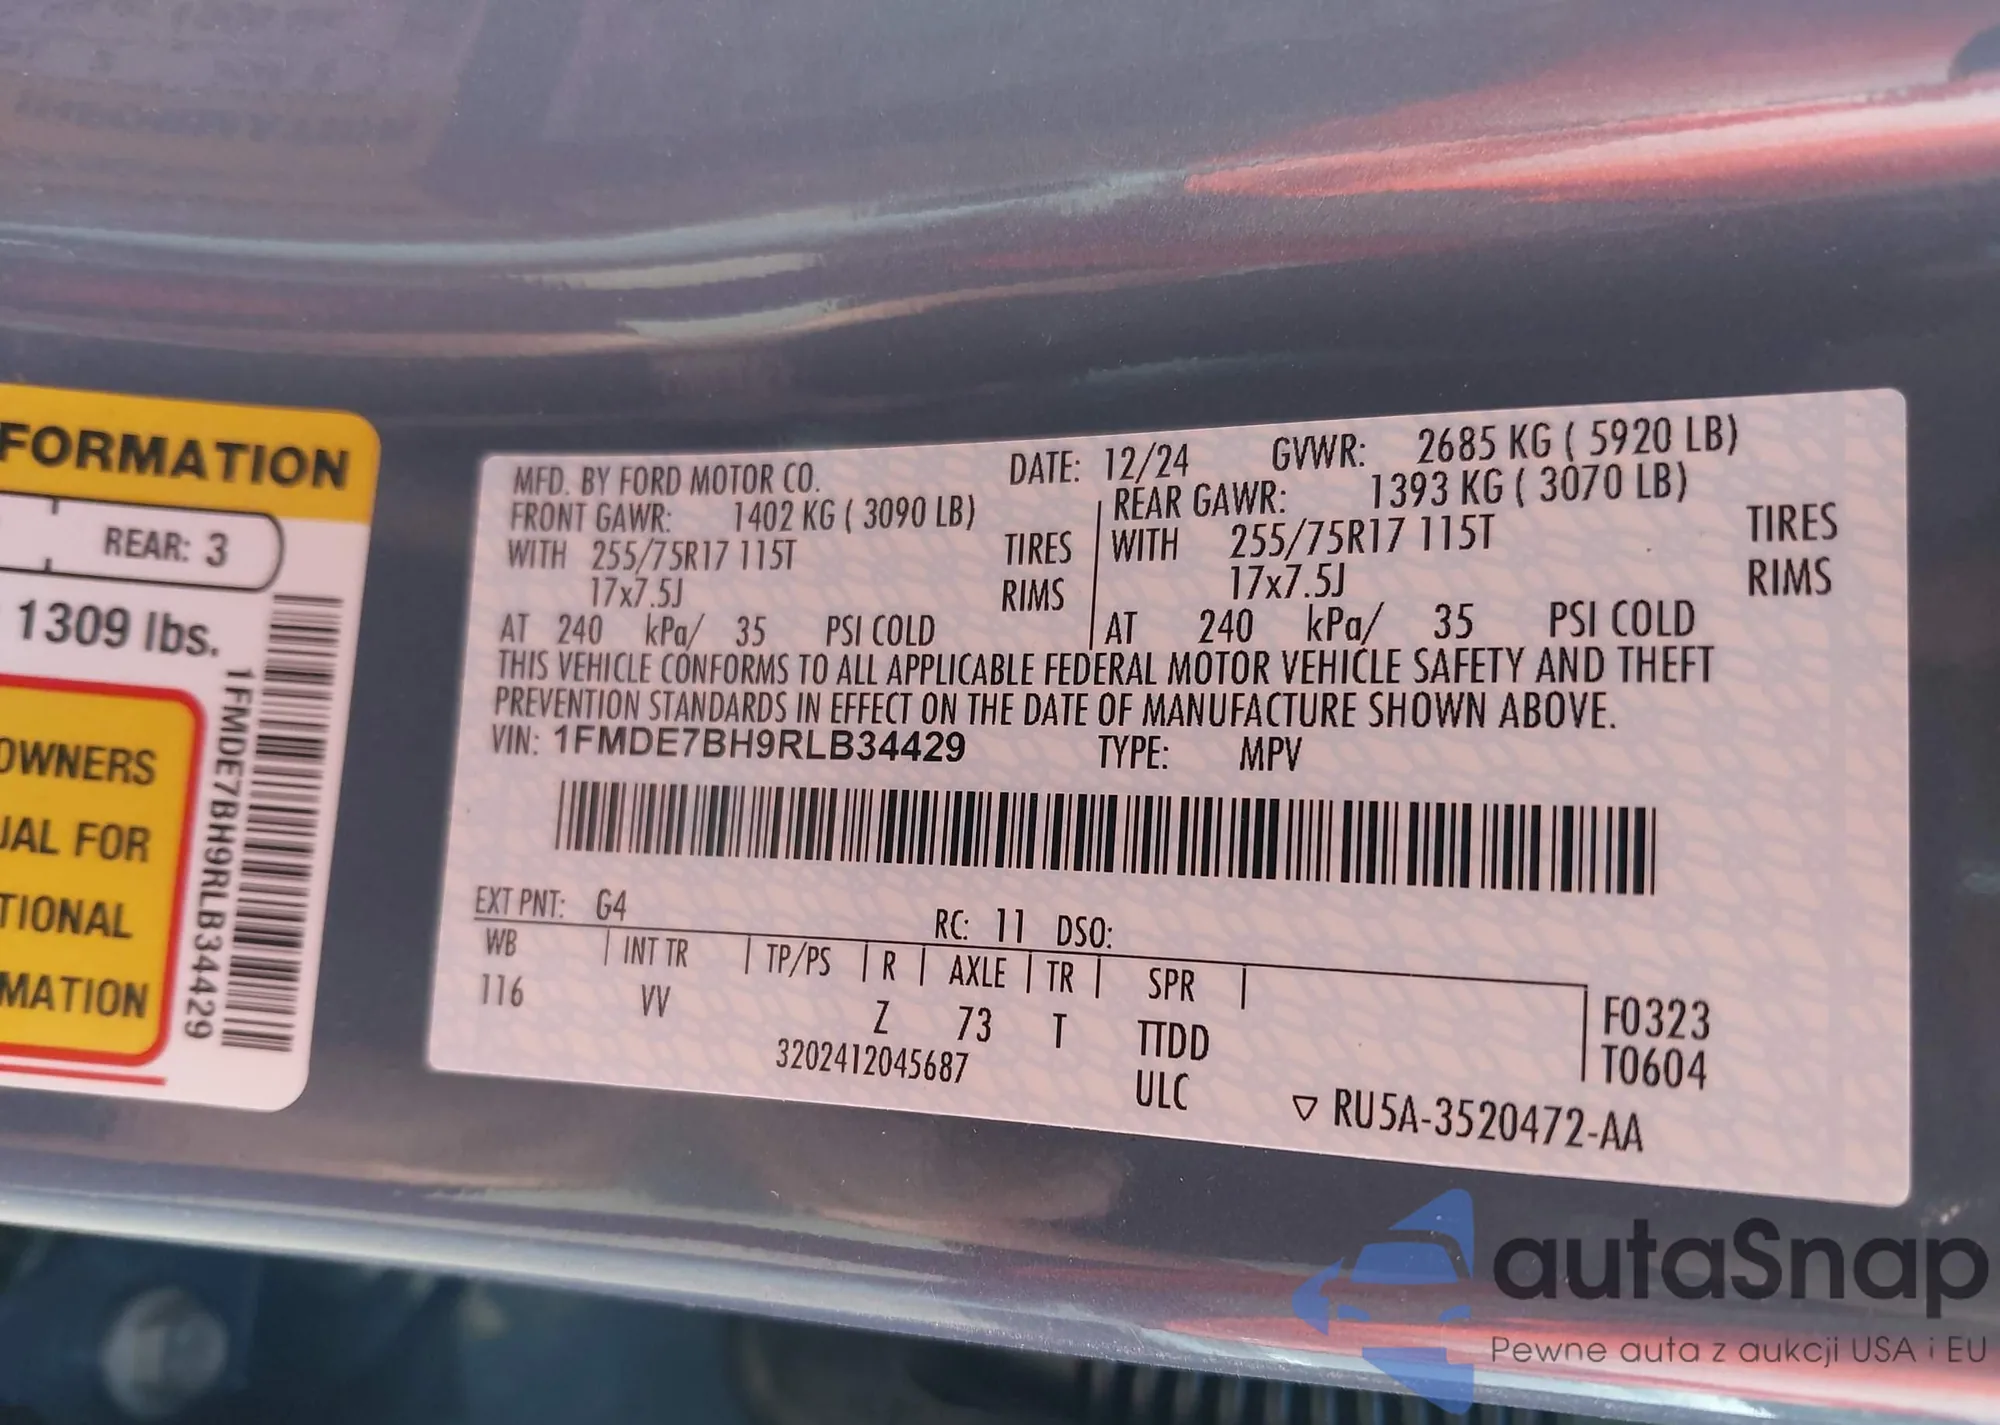 FORMATION
REAR: 3
1309 lbs.
OWNERS
UAL FOR
TIONAL
MATION
1FMDE7BH9RLB34429
MFD. BY FORD MOTOR CO. DATE: 12/24 GVWR: 2685 KG ( 5920 LB)
FRONT GAWR: 1402 KG ( 3090 LB) REAR GAWR: 1393 KG ( 3070 LB)
WITH 255/75R17 115T TIRES WITH 255/75R17 115T TIRES
17x7.5J RIMS 17x7.5J RIMS
AT 240 kPa/ 35 PSI COLD AT 240 kPa/ 35 PSI COLD
THIS VEHICLE CONFORMS TO ALL APPLICABLE FEDERAL MOTOR VEHICLE SAFETY AND THEFT
PREVENTION STANDARDS IN EFFECT ON THE DATE OF MANUFACTURE SHOWN ABOVE.
VIN: 1FMDE7BH9RLB34429 TYPE: MPV
EXT PNT: G4 RC: 11 DSO:
WB INT TR TP/PS R AXLE TR SPR
116 VV Z 73 T TTDD
F0323
T0604
3202412045687 ULC
▽ RU5A-3520472-AA
autaSnap
Pewne auta z aukcji USA i EU